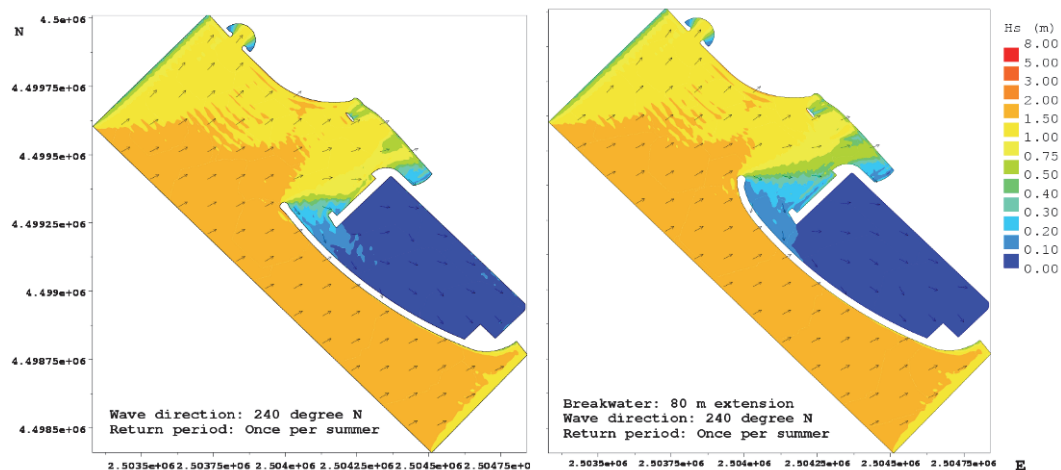 4.5e+06
N
4.49975e+06
4.4995e+06
4.49925e+06
4.499e+06
4.49875e+06
4.4985e+06
Wave direction: 240 degree N
Return period: Once per summer
2.50035e+06 2.50375e+06 2.504e+06 2.50425e+06 2.5045e+06 2.50475e+06
Breakwater: 80 m extension
Wave direction: 240 degree N
Return period: Once per summer
2.50035e+06 2.50375e+06 2.504e+06 2.50425e+06 2.5045e+06 2.50475e+06
E
Hs (m)
8.00
5.00
3.00
2.00
1.50
1.00
0.75
0.50
0.40
0.30
0.20
0.10
0.00